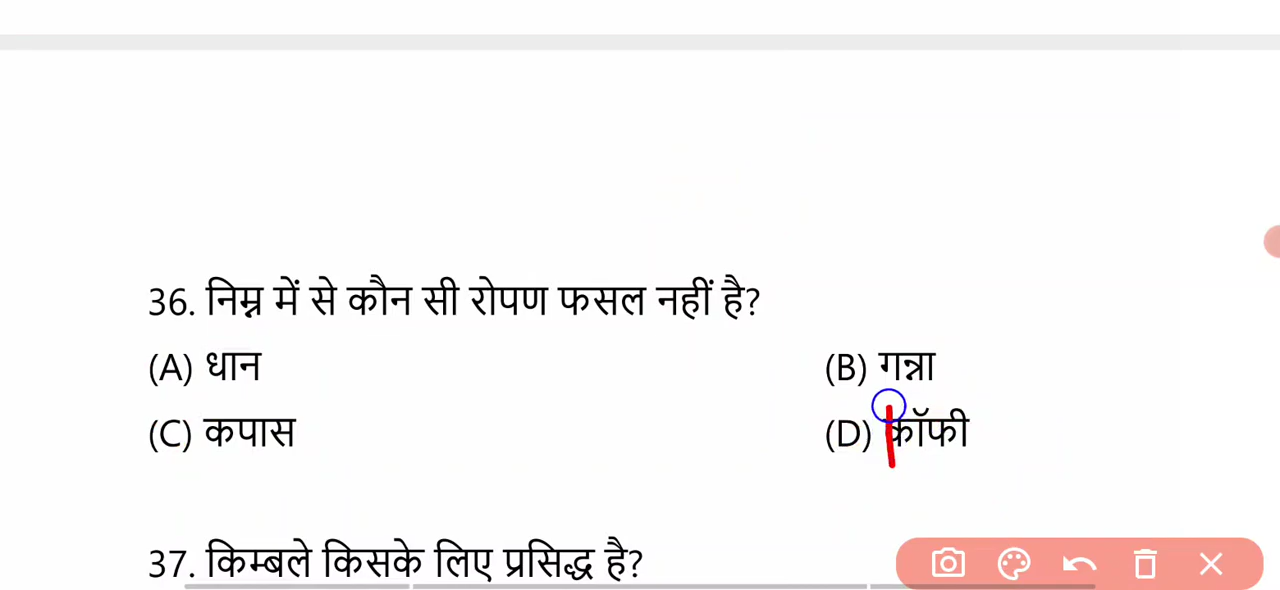 36. निम्न में से कौन सी रोपण फसल नहीं है?
(A) धान (B) गन्ना
(C) कपास (D) कॉफी
37. किम्बले किसके लिए प्रसिद्ध है?